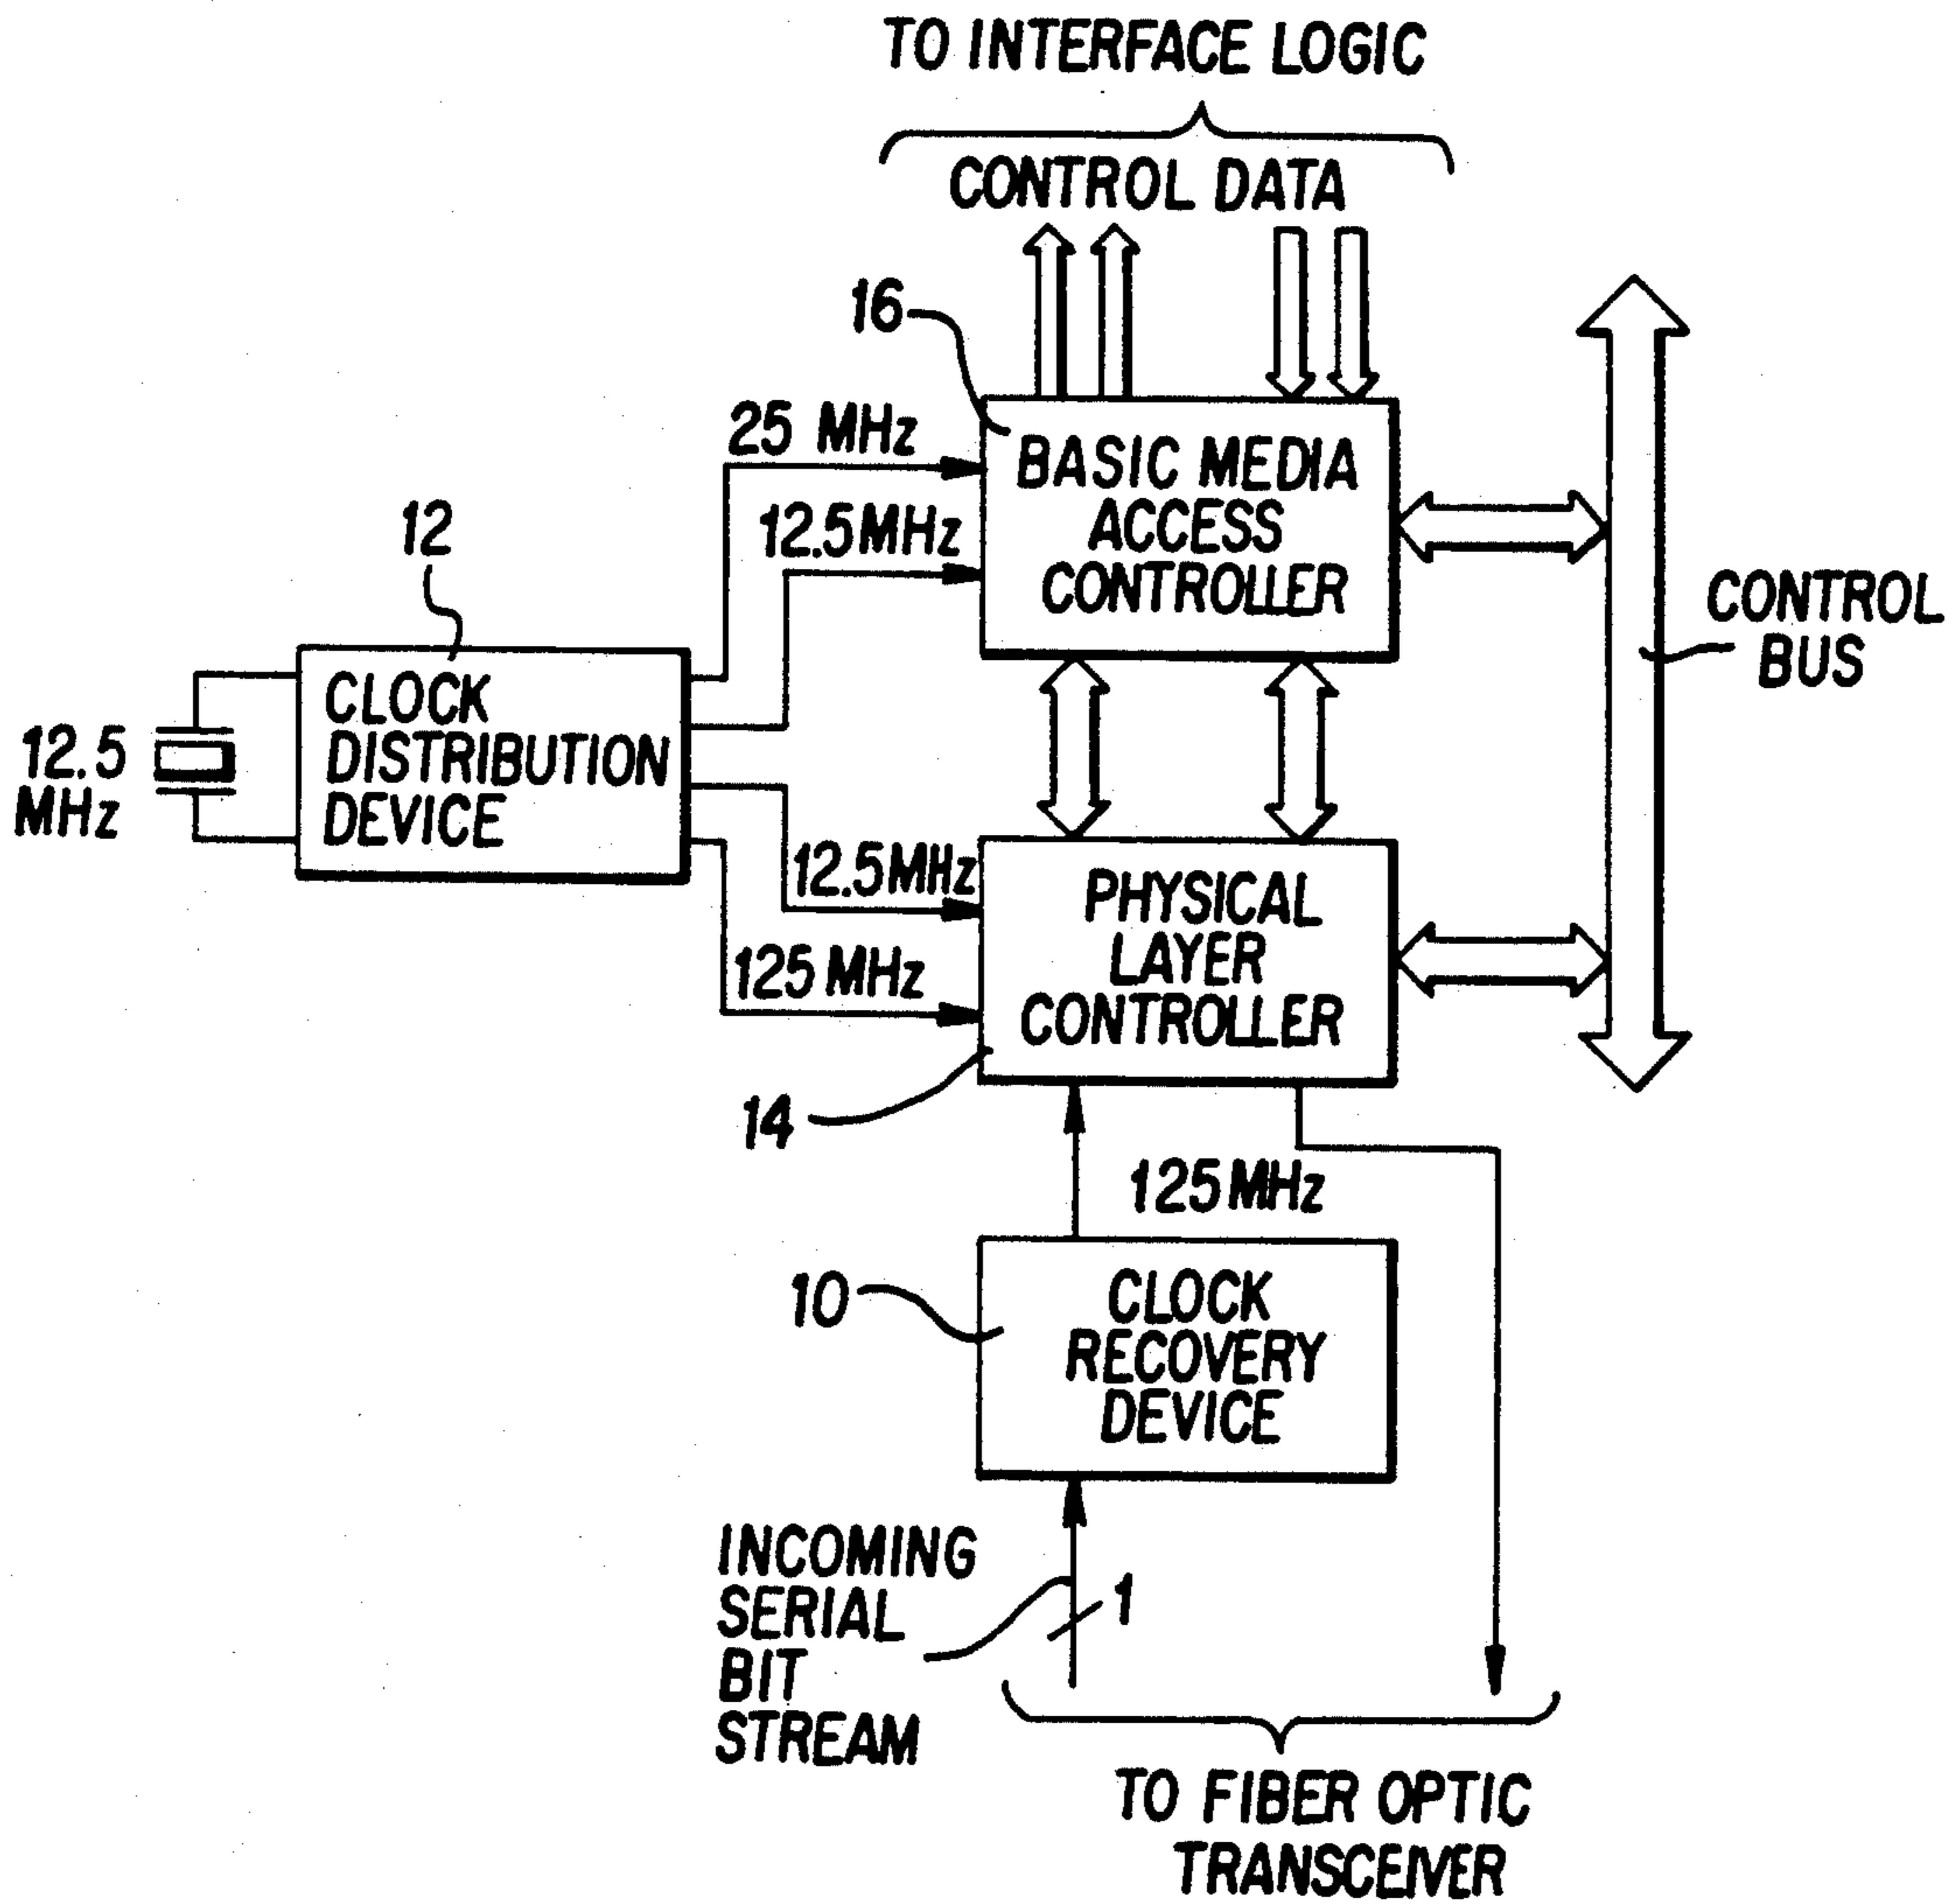 TO INTERFACE LOGIC
CONTROL DATA
16
25 MHz
BASIC MEDIA
ACCESS
CONTROLLER
12.5MHz
12
CONTROL
BUS
CLOCK
DISTRIBUTION
DEVICE
12.5
MHz
12.5MHz
125MHz
PHYSICAL
LAYER
CONTROLLER
14
125MHz
10
CLOCK
RECOVERY
DEVICE
INCOMING
SERIAL
BIT
STREAM
1
TO FIBER OPTIC
TRANSCEIVER